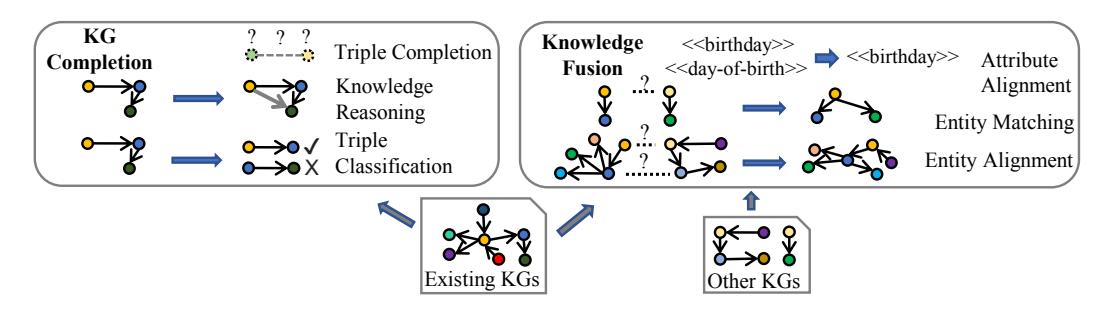 KG
Completion
? ? ?
Triple Completion
Knowledge
Reasoning
Triple
Classification
Knowledge
Fusion
<<birthday>>
<<day-of-birth>>
<<birthday>>
Attribute
Alignment
?
Entity Matching
?
?
Entity Alignment
Existing KGs
Other KGs